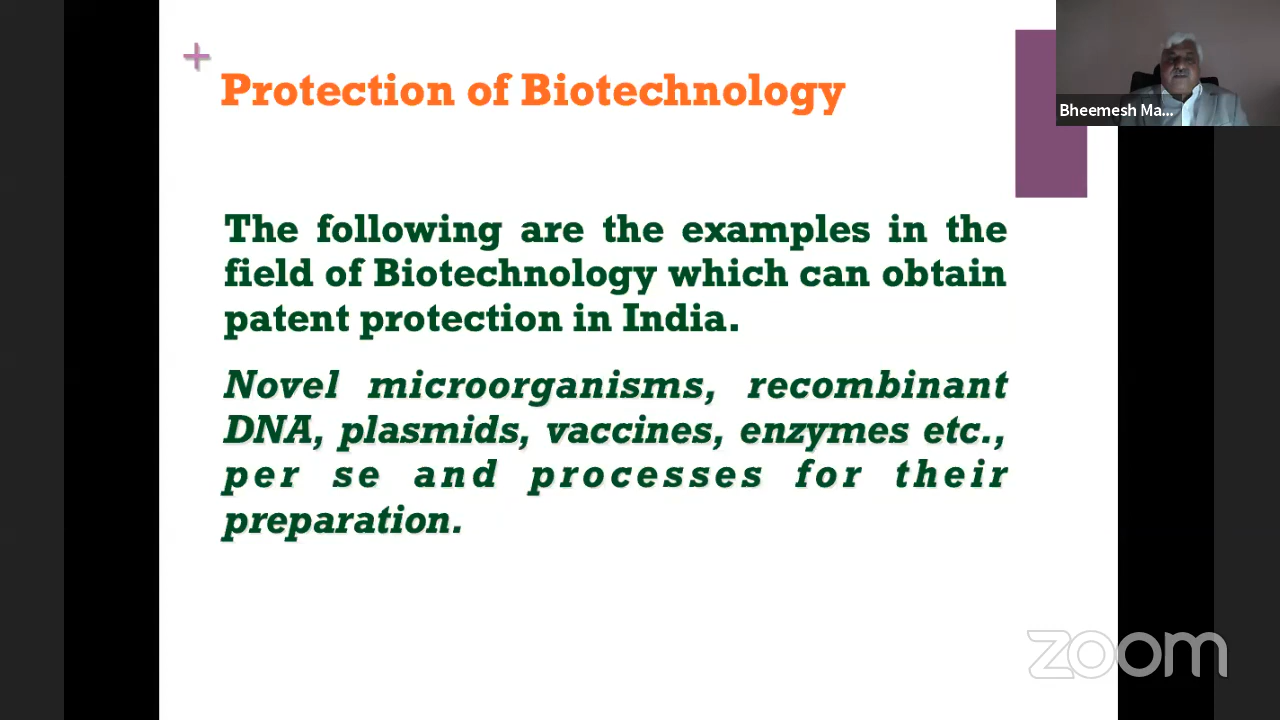 +
Protection of Biotechnology
Bheemesh Ma...
The following are the examples in the
field of Biotechnology which can obtain
patent protection in India.
Novel microorganisms, recombinant
DNA, plasmids, vaccines, enzymes etc.,
per se and processes for their
preparation.
zoom